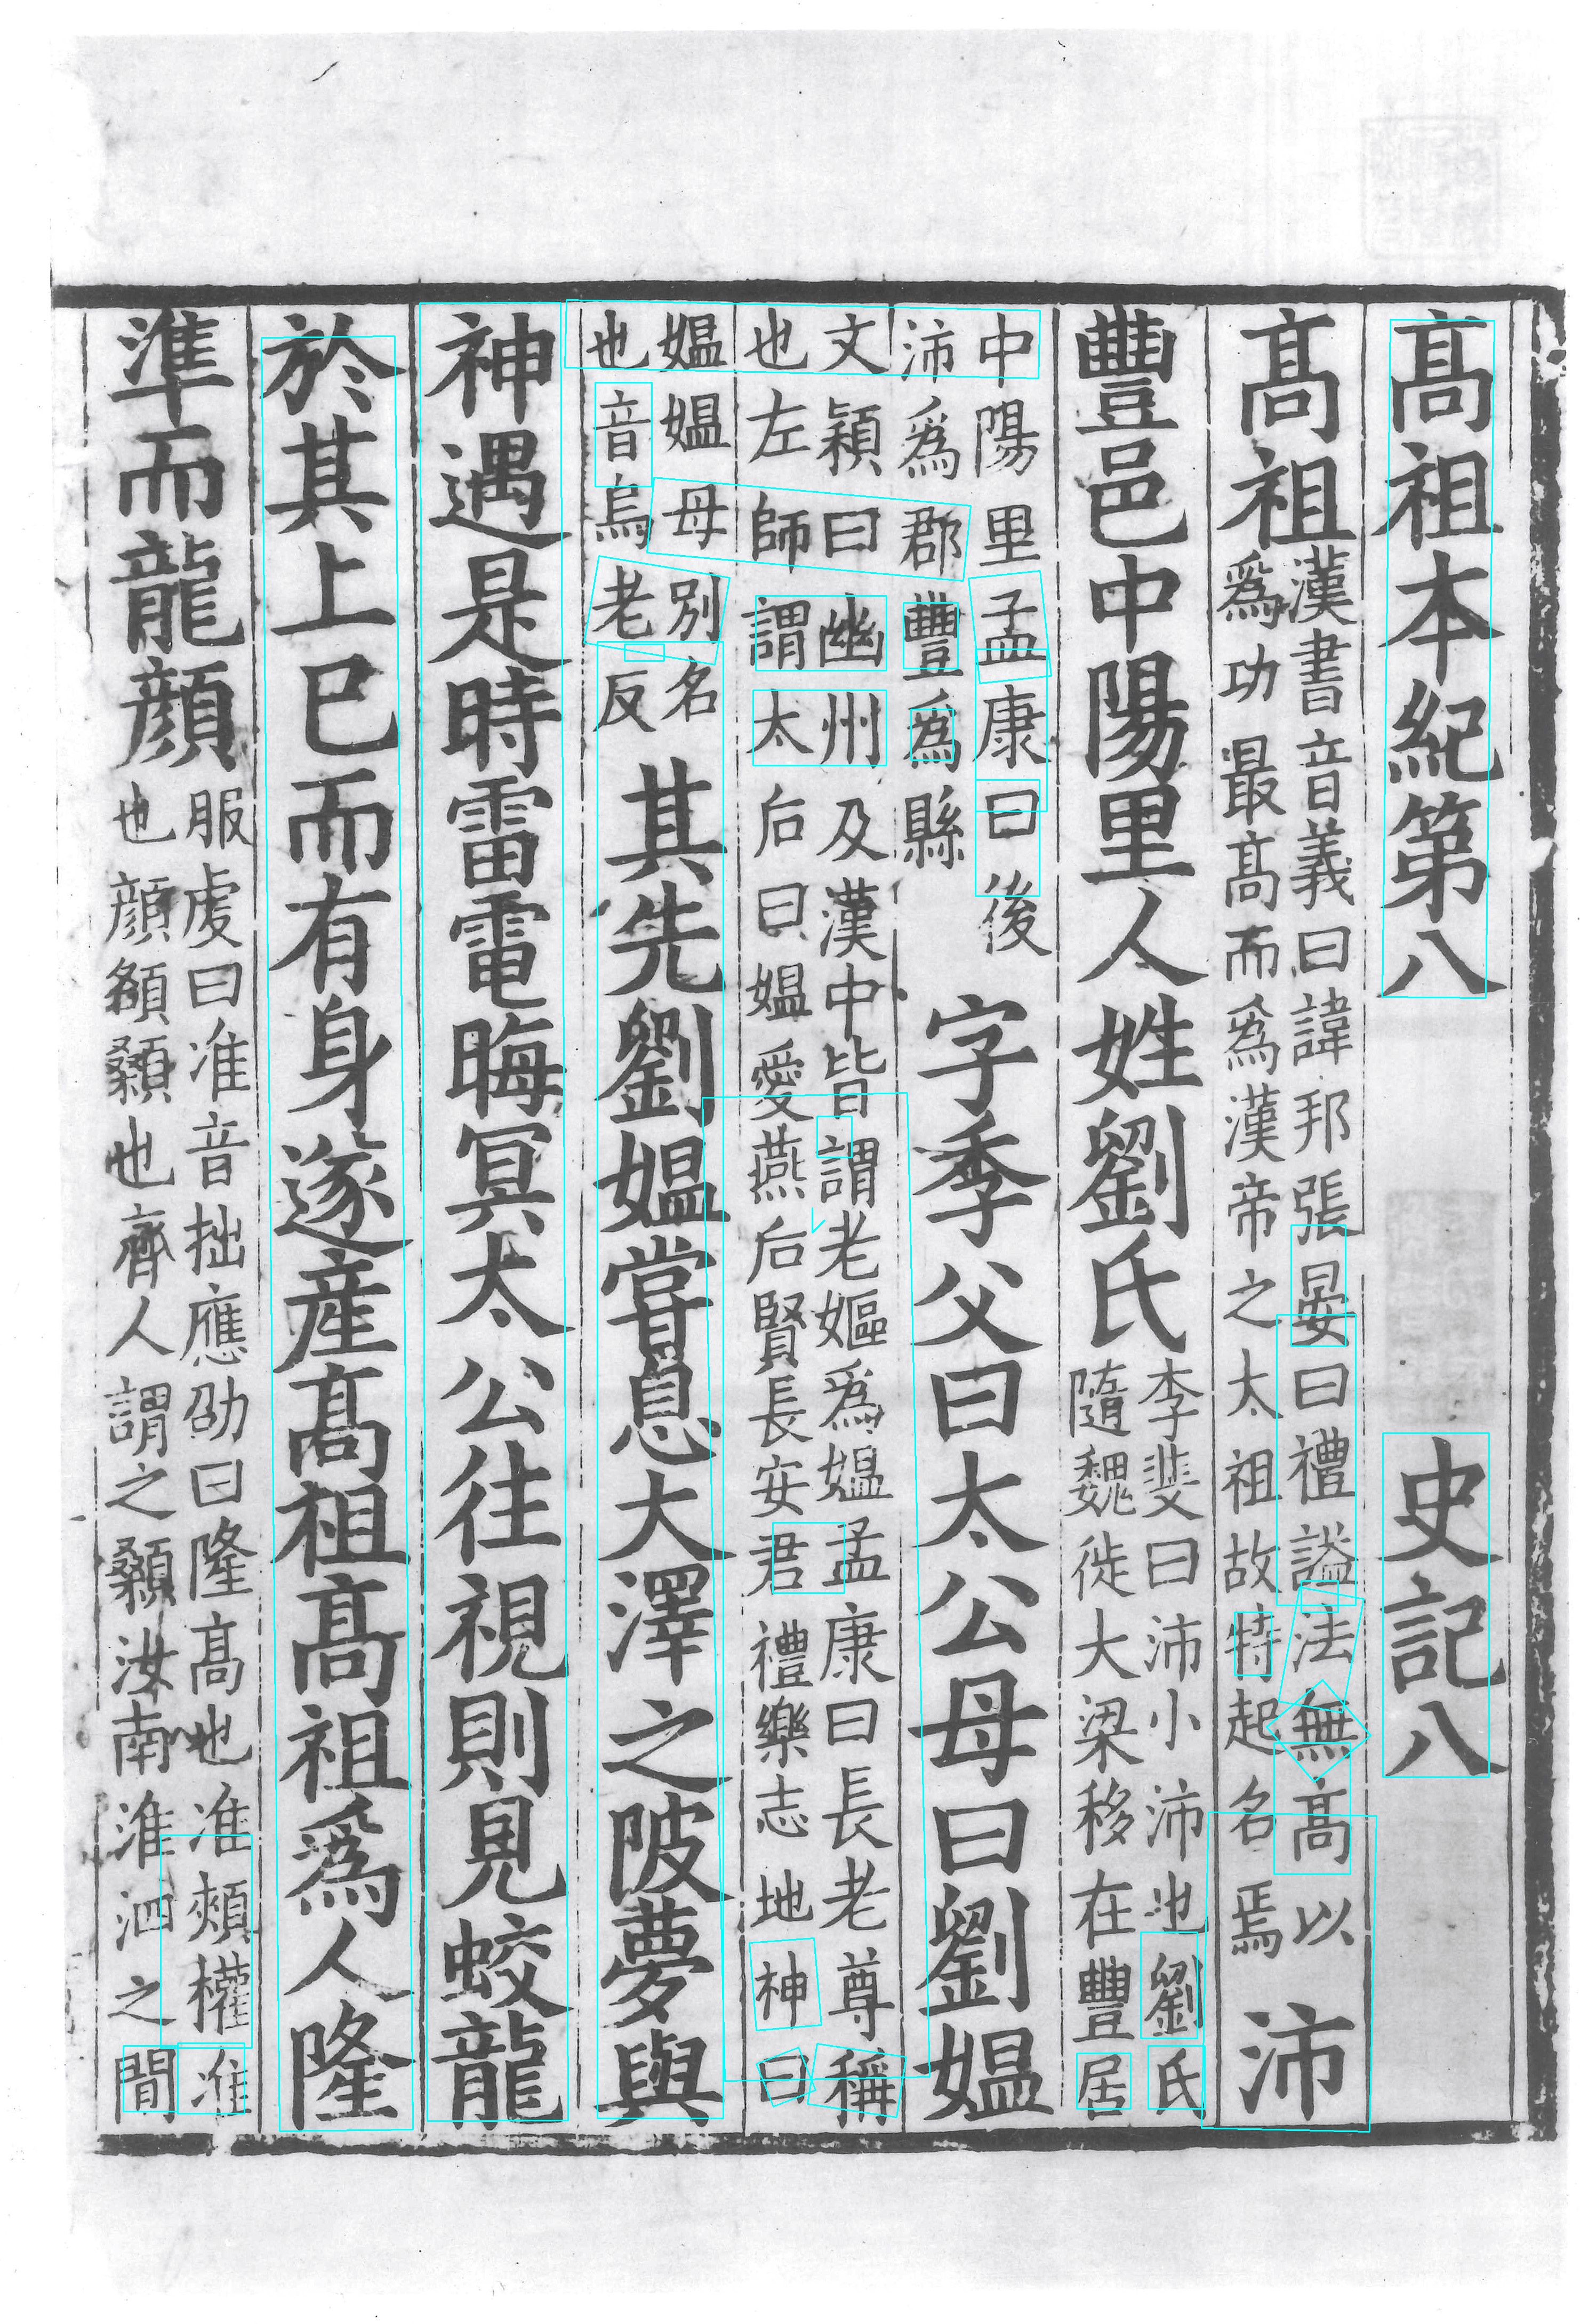 髙祖本紀第八 史記八
髙祖漢書音義曰諱邦張晏曰禮謚法無髙以爲功最髙而爲漢帝之太祖故特起名焉沛
豐邑中陽里人姓劉氏李斐曰沛小沛也劉氏隨魏徙大梁移在豐居
中陽里孟康曰後沛爲郡豐爲縣字季父曰太公母曰劉媼
文穎曰幽州及漢中皆謂老嫗爲媼孟康曰長老尊稱也左師謂太后曰媼愛燕后賢長安君禮樂志地神曰
媼媼母別名也音烏老反其先劉媼嘗息大澤之陂夢與
神遇是時雷電晦冥太公往視則見蛟龍
於其上已而有身遂產髙祖髙祖爲人隆
準而龍顔服虔曰准音拙應劭曰隆髙也准頰權准也顔額顙也齊人謂之顙汝南淮泗之間